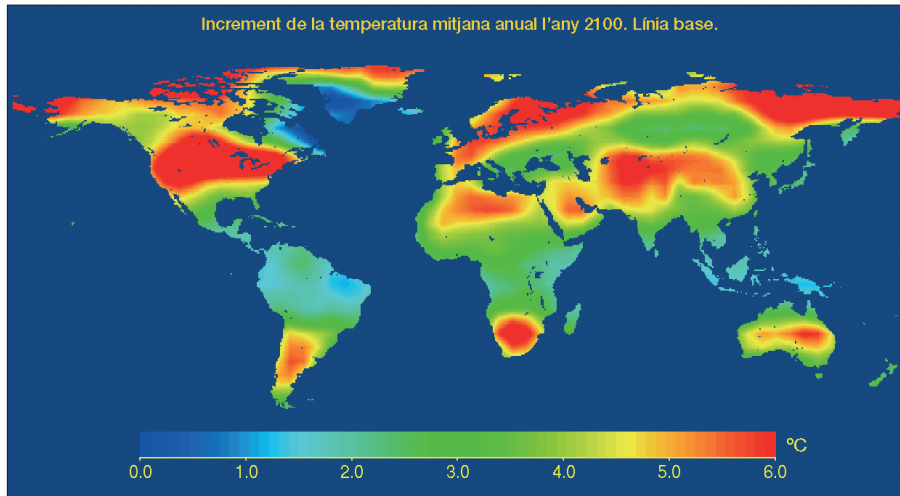 Increment de la temperatura mitjana anual l'any 2100. Línia base.
ºC
0.0 1.0 2.0 3.0 4.0 5.0 6.0